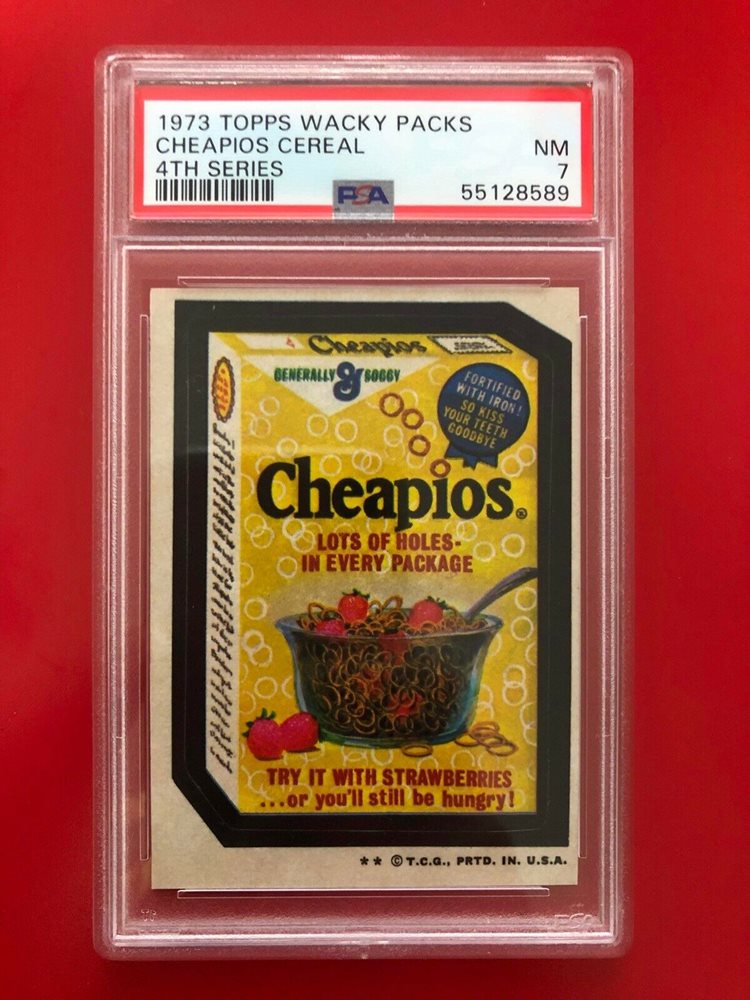 1973 TOPPS WACKY PACKS
CHEAPIOS CEREAL NM
4TH SERIES 7
PSA 55128589
Cheapios
GENERALLY G SOGGY
FORTIFIED
WITH IRON!
SO KISS
YOUR TEETH
GOODBYE
Cheapios®
LOTS OF HOLES-
IN EVERY PACKAGE
TRY IT WITH STRAWBERRIES
...or you'll still be hungry!
** © T.C.G., PRTD. IN. U.S.A.